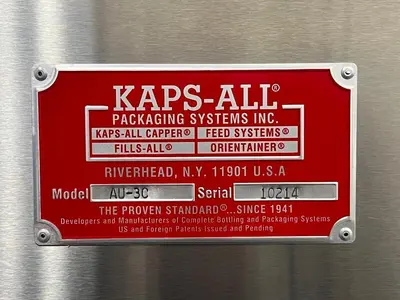 KAPS-ALL®
PACKAGING SYSTEMS INC.
KAPS-ALL CAPPER® FEED SYSTEMS®
FILLS-ALL® ORIENTAINER®
RIVERHEAD, N.Y. 11901 U.S.A
Model AU-3C Serial 10214
THE PROVEN STANDARD®...SINCE 1941
Developers and Manufacturers of Complete Bottling and Packaging Systems
US and Foreign Patents Issued and Pending